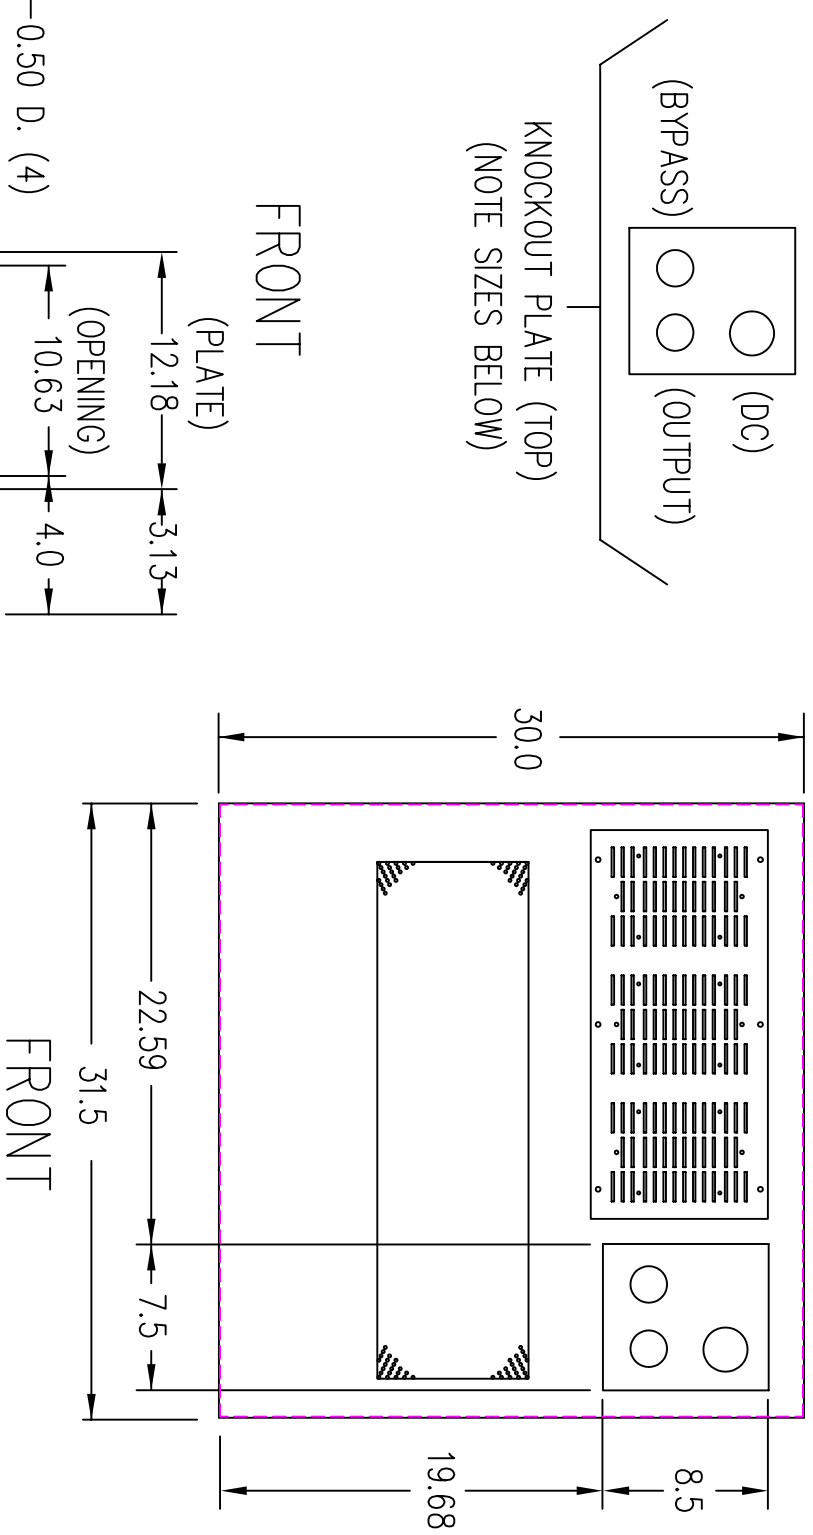 (BYPASS)
(DC)
(OUTPUT)
KNOCKOUT PLATE (TOP)
(NOTE SIZES BELOW)
FRONT
(PLATE)
12.18
3.13
(OPENING)
10.63
4.0
0.50 D. (4)
30.0
8.5
19.68
22.59
7.5
31.5
FRONT